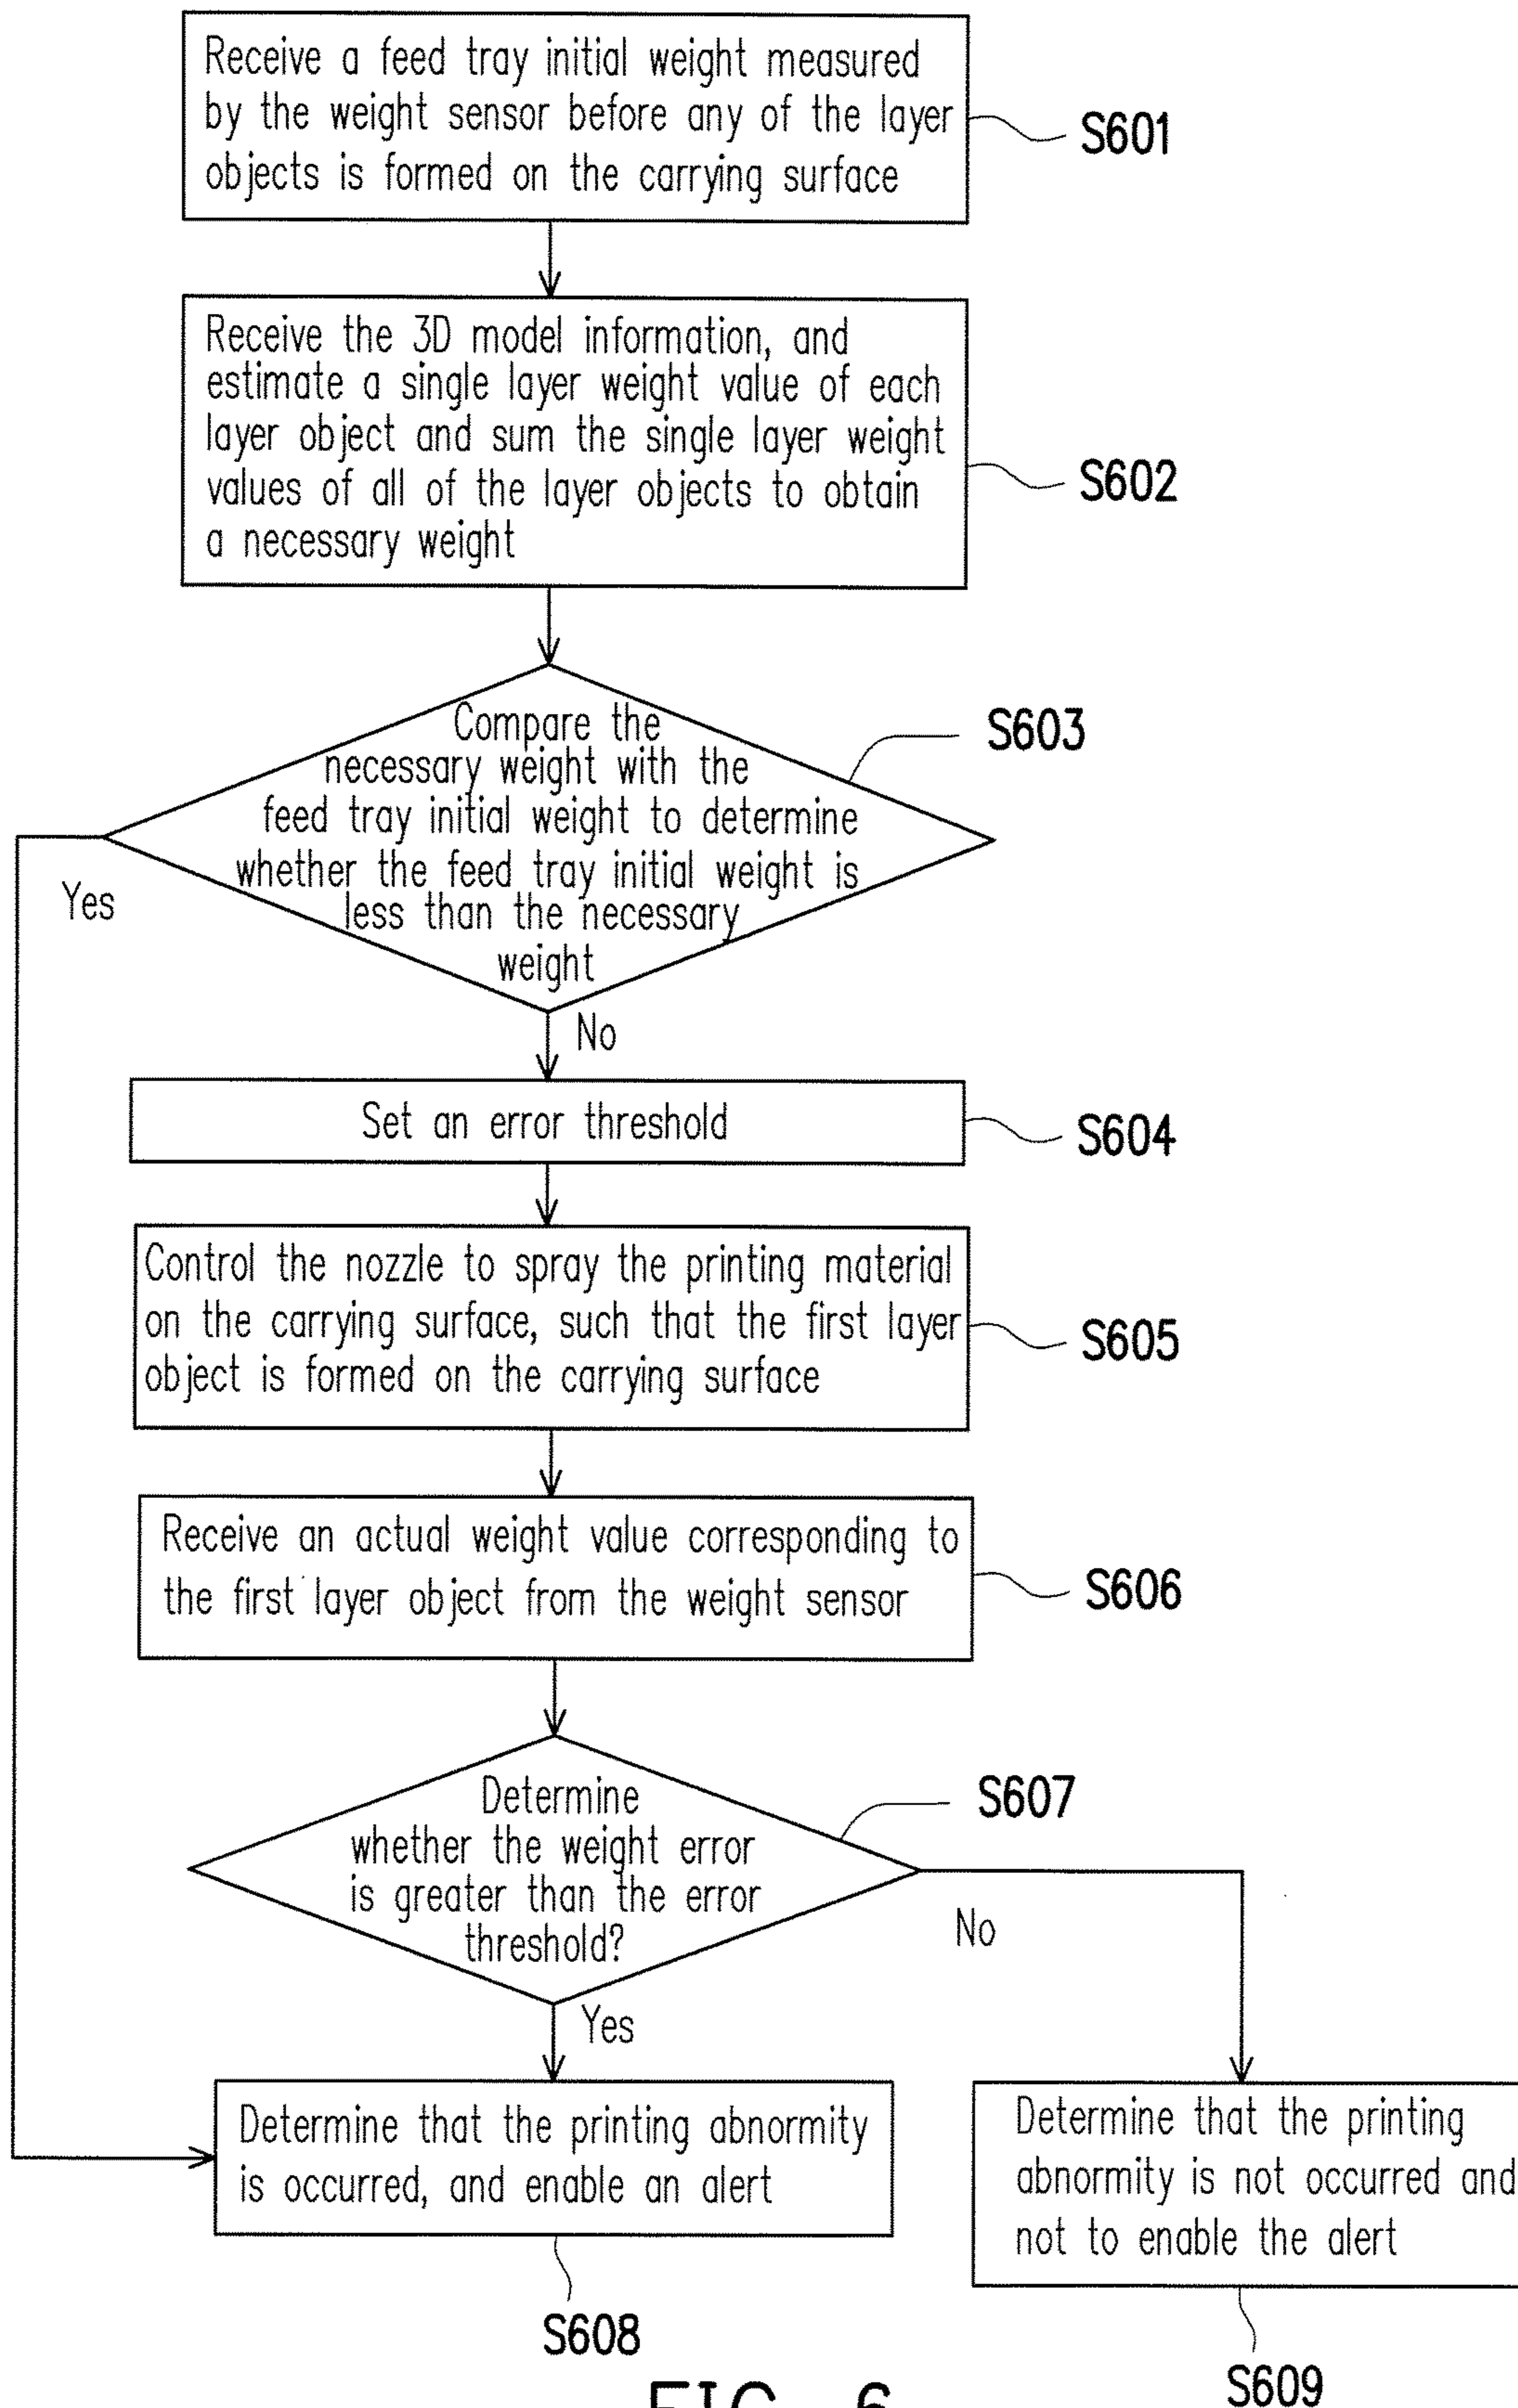 Receive a feed tray initial weight measured
by the weight sensor before any of the layer
objects is formed on the carrying surface
S601
Receive the 3D model information, and
estimate a single layer weight value of each
layer object and sum the single layer weight
values of all of the layer objects to obtain
a necessary weight
S602
Compare the
necessary weight with the
feed tray initial weight to determine
whether the feed tray initial weight is
less than the necessary
weight
S603
Yes
No
Set an error threshold
S604
Control the nozzle to spray the printing material
on the carrying surface, such that the first layer
object is formed on the carrying surface
S605
Receive an actual weight value corresponding to
the first layer object from the weight sensor
S606
Determine
whether the weight error
is greater than the error
threshold?
S607
No
Yes
Determine that the printing abnormity
is occurred, and enable an alert
S608
Determine that the printing
abnormity is not occurred and
not to enable the alert
S609
FIG. 6